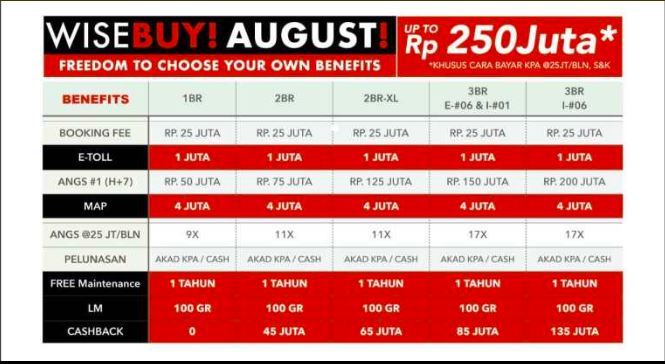 WISEBUY! AUGUST!
FREEDOM TO CHOOSE YOUR OWN BENEFITS
UP TO Rp 250Juta*
*KHUSUS CARA BAYAR KPA @25JT/BLN, S&K
BENEFITS 1BR 2BR 2BR-XL 3BR E-#06 & I-#01 3BR I-#06
BOOKING FEE RP. 25 JUTA RP. 25 JUTA RP. 25 JUTA RP. 25 JUTA RP. 25 JUTA
E-TOLL 1 JUTA 1 JUTA 1 JUTA 1 JUTA 1 JUTA
ANGS #1 (H+7) RP. 50 JUTA RP. 75 JUTA RP. 125 JUTA RP. 150 JUTA RP. 200 JUTA
MAP 4 JUTA 4 JUTA 4 JUTA 4 JUTA 4 JUTA
ANGS @25 JT/BLN 9X 11X 11X 17X 17X
PELUNASAN AKAD KPA / CASH AKAD KPA / CASH AKAD KPA / CASH AKAD KPA / CASH AKAD KPA / CASH
FREE Maintenance 1 TAHUN 1 TAHUN 1 TAHUN 1 TAHUN 1 TAHUN
LM 100 GR 100 GR 100 GR 100 GR 100 GR
CASHBACK 0 45 JUTA 65 JUTA 85 JUTA 135 JUTA